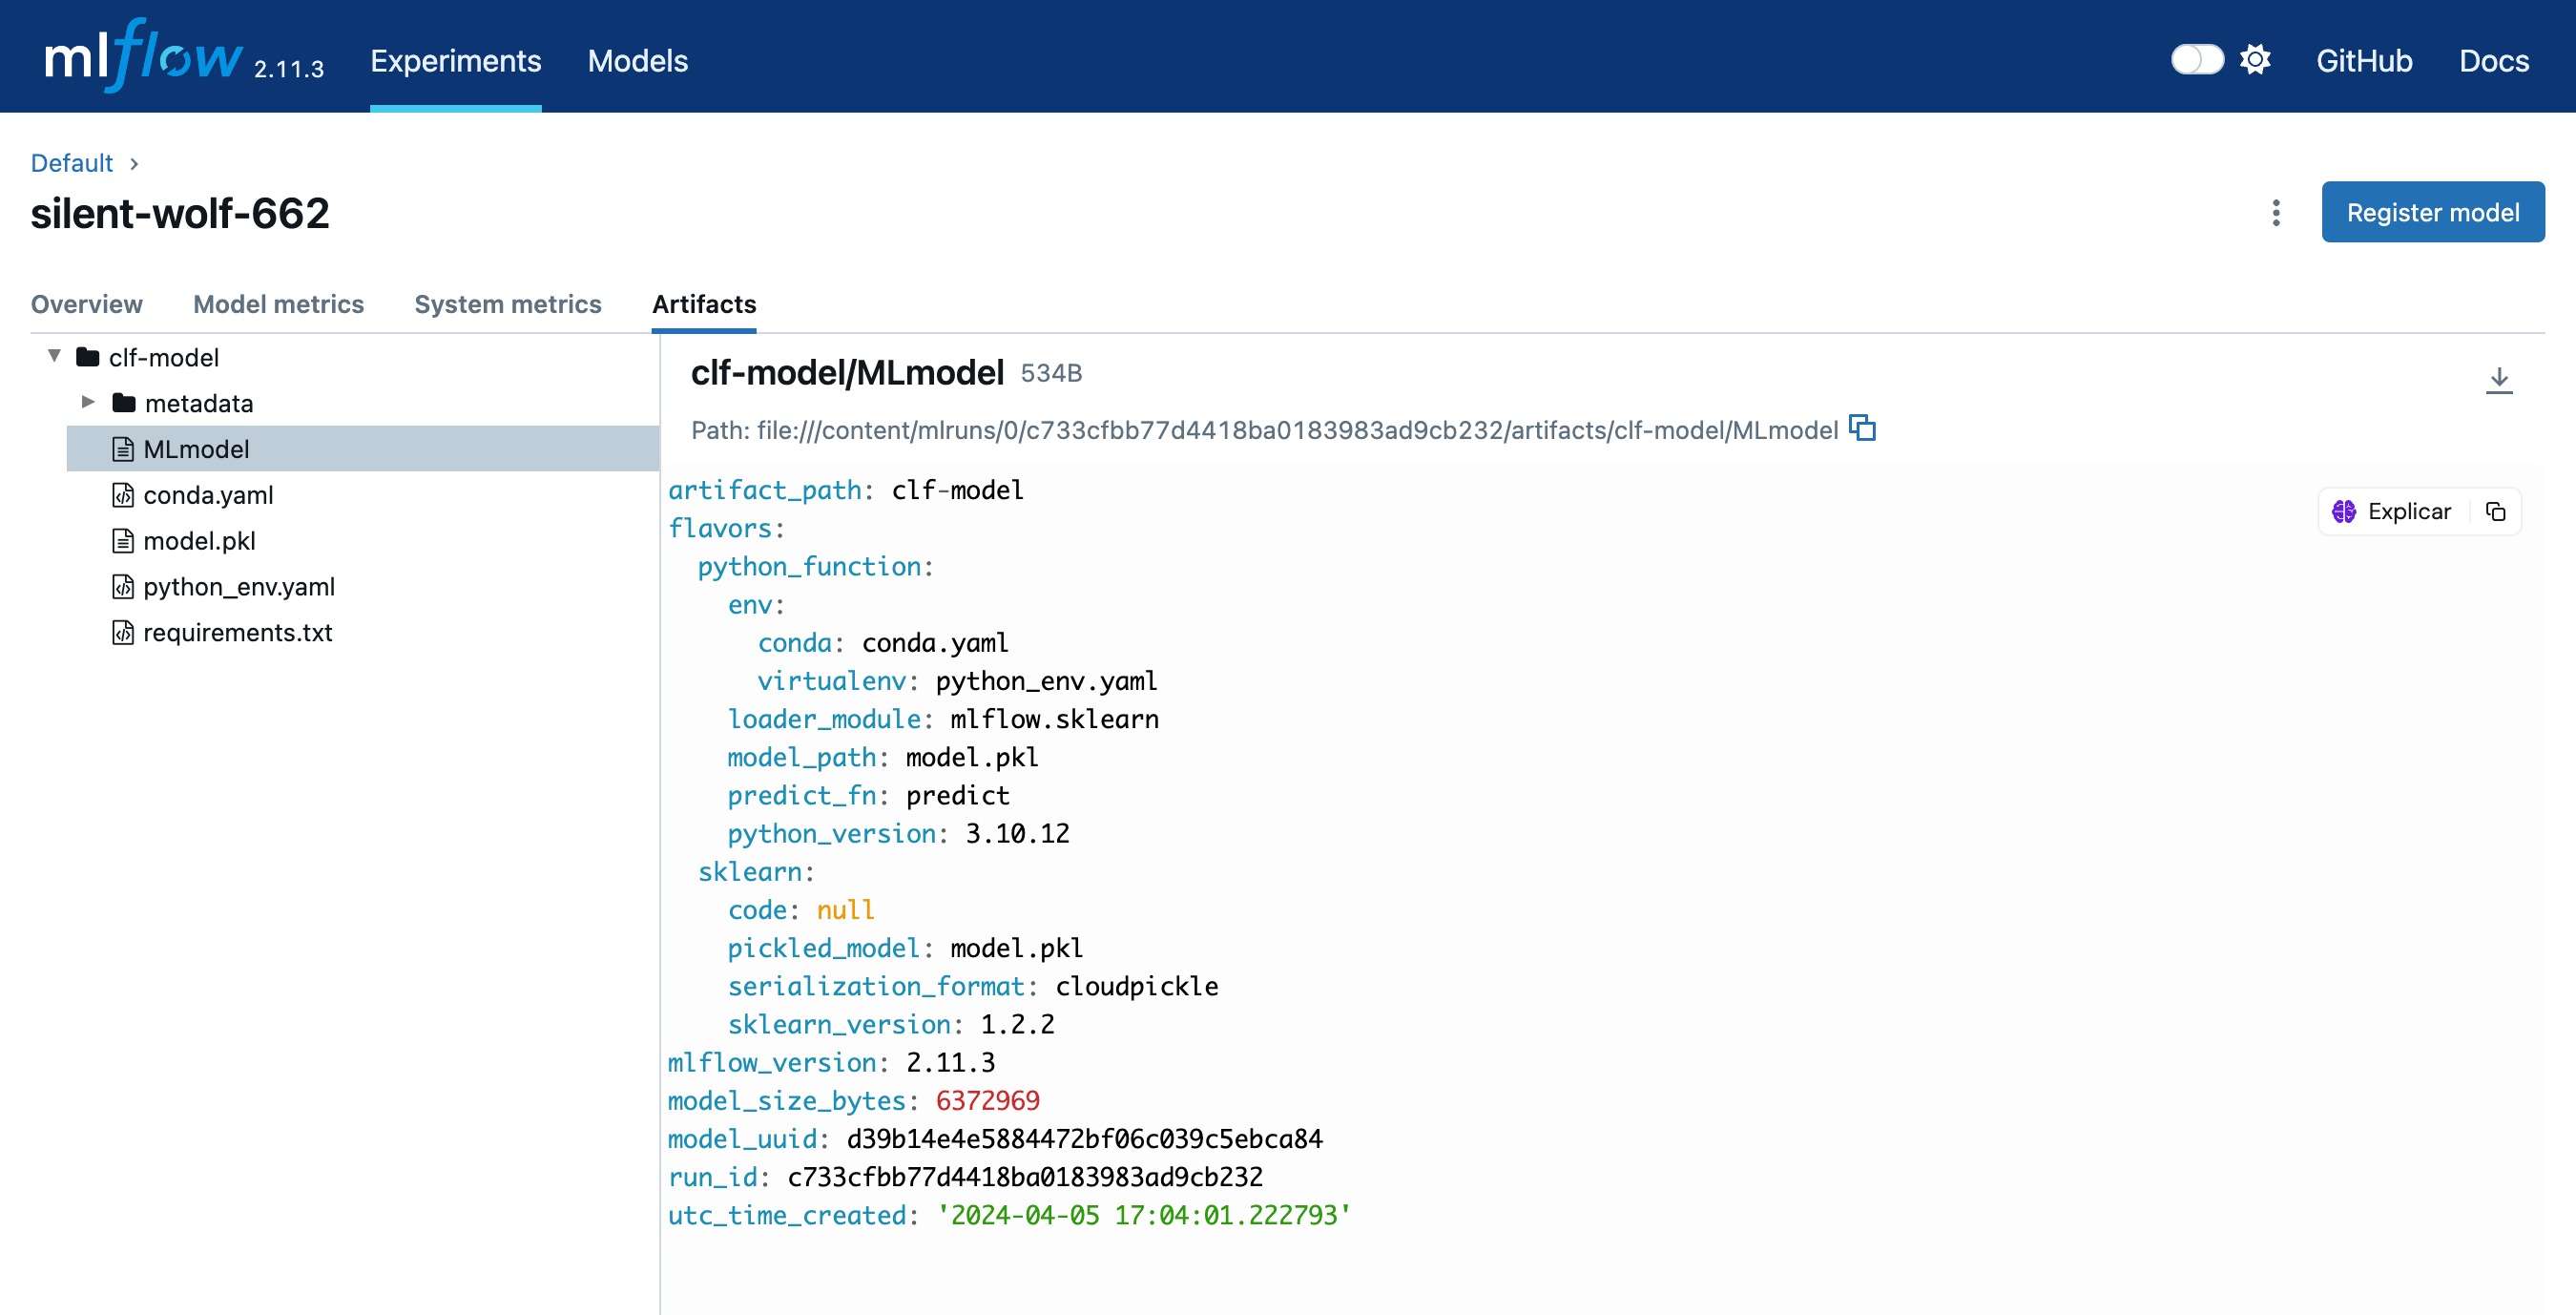 mlflow 2.11.3 Experiments Models GitHub Docs
Default
silent-wolf-662
Register model
Overview Model metrics System metrics Artifacts
clf-model
metadata
MLmodel
conda.yaml
model.pkl
python_env.yaml
requirements.txt
clf-model/MLmodel 534B
Path: file:///content/mlruns/0/c733cfbb77d4418ba0183983ad9cb232/artifacts/clf-model/MLmodel
Explicar
artifact_path: clf-model
flavors:
  python_function:
    env:
      conda: conda.yaml
      virtualenv: python_env.yaml
    loader_module: mlflow.sklearn
    model_path: model.pkl
    predict_fn: predict
    python_version: 3.10.12
  sklearn:
    code: null
    pickled_model: model.pkl
    serialization_format: cloudpickle
    sklearn_version: 1.2.2
mlflow_version: 2.11.3
model_size_bytes: 6372969
model_uuid: d39b14e4e5884472bf06c039c5ebca84
run_id: c733cfbb77d4418ba0183983ad9cb232
utc_time_created: '2024-04-05 17:04:01.222793'